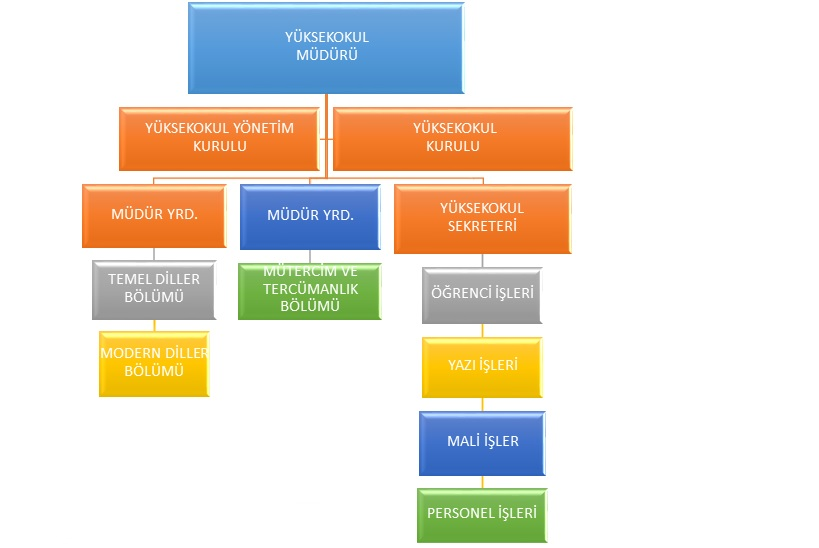 YÜKSEKOKUL
MÜDÜRÜ
YÜKSEKOKUL YÖNETİM
KURULU
YÜKSEKOKUL
KURULU
MÜDÜR YRD.
MÜDÜR YRD.
YÜKSEKOKUL
SEKRETERİ
TEMEL DİLLER
BÖLÜMÜ
MÜTERCİM VE
TERCÜMANLIK
BÖLÜMÜ
ÖĞRENCİ İŞLERİ
MODERN DİLLER
BÖLÜMÜ
YAZI İŞLERİ
MALİ İŞLER
PERSONEL İŞLERİ